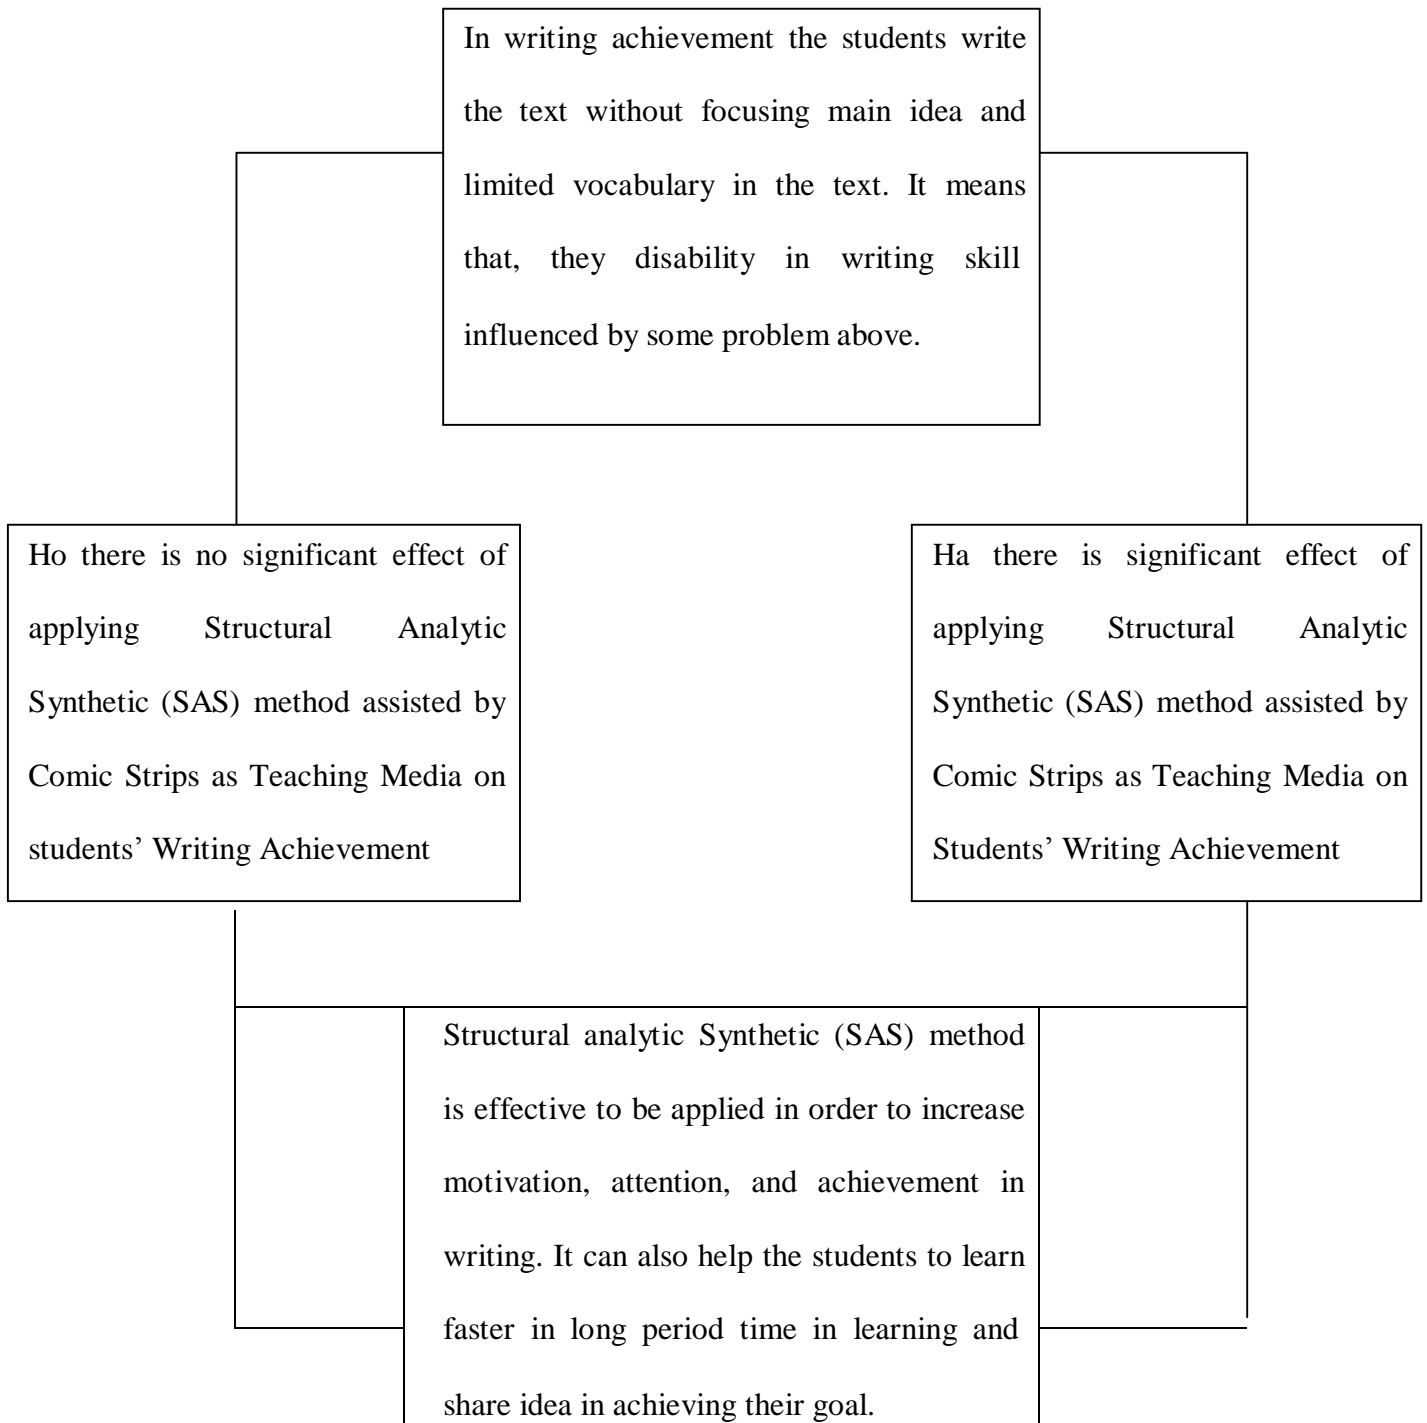 In writing achievement the students write
the text without focusing main idea and
limited vocabulary in the text. It means
that, they disability in writing skill
influenced by some problem above.
Ho there is no significant effect of
applying Structural Analytic
Synthetic (SAS) method assisted by
Comic Strips as Teaching Media on
students’ Writing Achievement
Ha there is significant effect of
applying Structural Analytic
Synthetic (SAS) method assisted by
Comic Strips as Teaching Media on
Students’ Writing Achievement
Structural analytic Synthetic (SAS) method
is effective to be applied in order to increase
motivation, attention, and achievement in
writing. It can also help the students to learn
faster in long period time in learning and
share idea in achieving their goal.